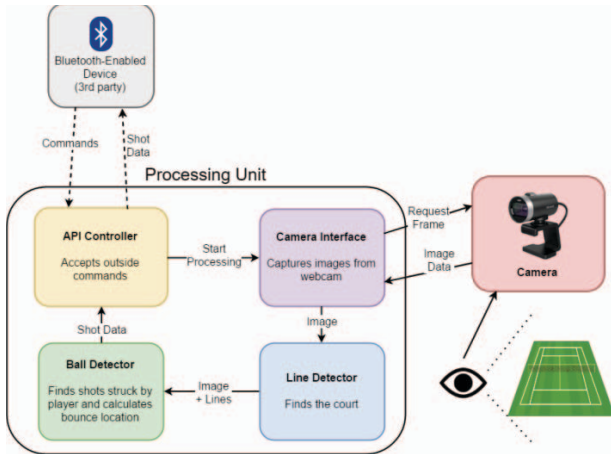 Bluetooth-Enabled
Device
(3rd party)
Commands
Shot
Data
Processing Unit
API Controller
Accepts outside
commands
Start
Processing
Camera Interface
Captures images from
webcam
Request
Frame
Image
Data
Camera
Shot Data
Image
Ball Detector
Finds shots struck by
player and calculates
bounce location
Image
+ Lines
Line Detector
Finds the court